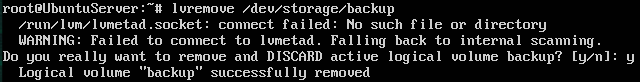 root@UbuntuServer:~# lvremove /dev/storage/backup
/run/lvm/lvmetad.socket: connect failed: No such file or directory
WARNING: Failed to connect to lvmetad. Falling back to internal scanning.
Do you really want to remove and DISCARD active logical volume backup? [y/n]: y
Logical volume "backup" successfully removed